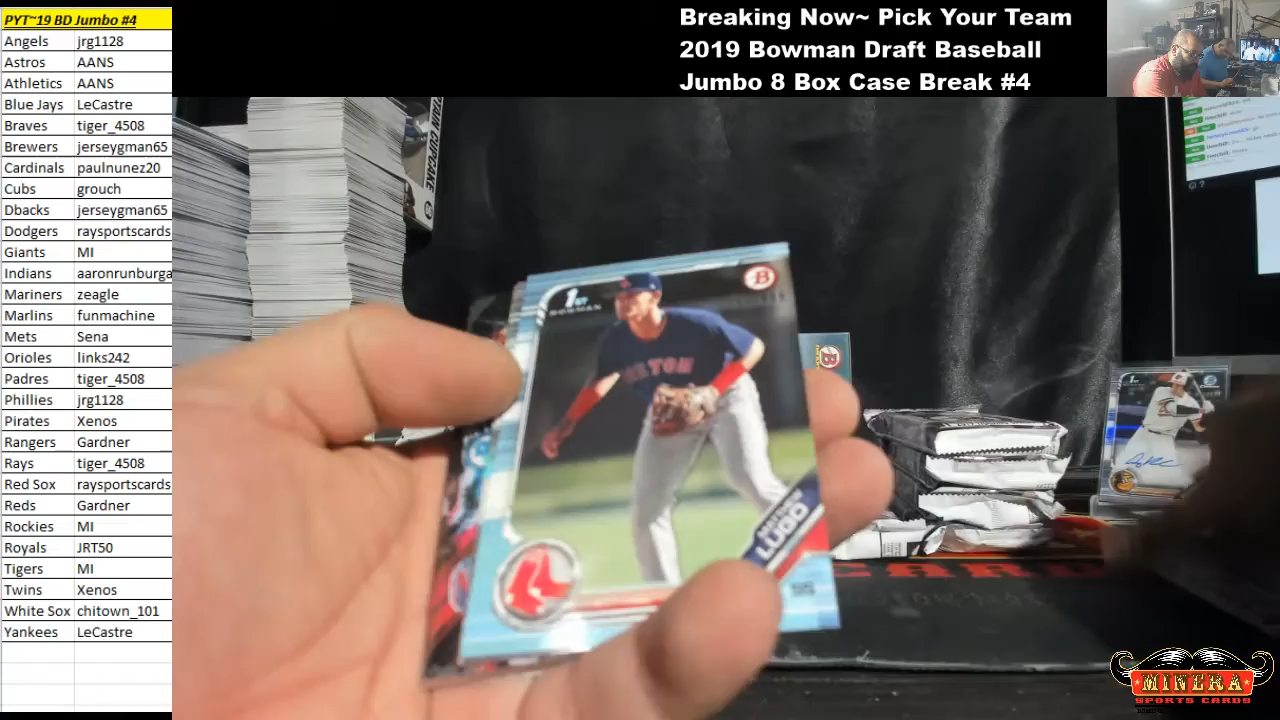 PYT~19 BD Jumbo #4
Angels jrg1128
Astros AANS
Athletics AANS
Blue Jays LeCastre
Braves tiger_4508
Brewers jerseygman65
Cardinals paulnunez20
Cubs grouch
Dbacks jerseygman65
Dodgers raysportscards
Giants MI
Indians aaronrunburga
Mariners zeagle
Marlins funmachine
Mets Sena
Orioles links242
Padres tiger_4508
Phillies jrg1128
Pirates Xenos
Rangers Gardner
Rays tiger_4508
Red Sox raysportscards
Reds Gardner
Rockies MI
Royals JRT50
Tigers MI
Twins Xenos
White Sox chitown_101
Yankees LeCastre
Breaking Now~ Pick Your Team
2019 Bowman Draft Baseball
Jumbo 8 Box Case Break #4
1ST
BOWMAN
B
LUGO
CARD
MINERA
SPORTS CARDS